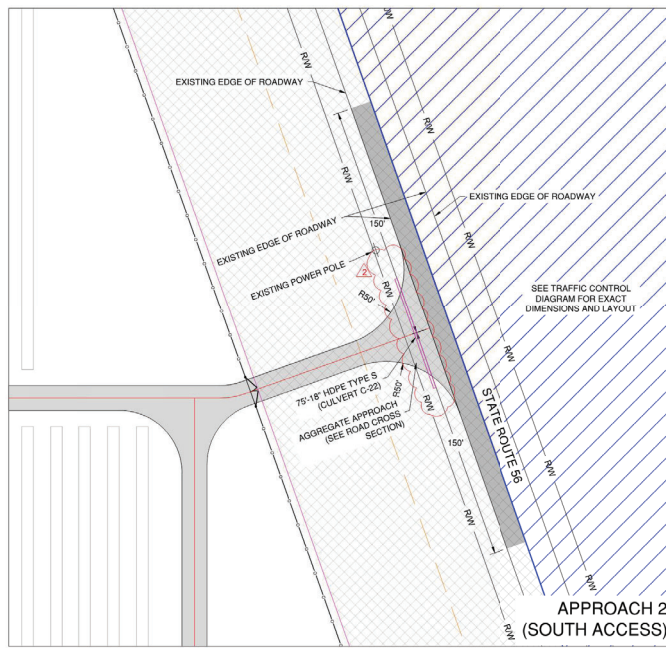 R/W
R/W
EXISTING EDGE OF ROADWAY
R/W
R/W
EXISTING EDGE OF ROADWAY
150'
EXISTING EDGE OF ROADWAY
R/W
EXISTING POWER POLE
2
R/W
R50'
SEE TRAFFIC CONTROL
DIAGRAM FOR EXACT
DIMENSIONS AND LAYOUT
R/W
R/W
75'-18" HDPE TYPE S
(CULVERT C-22)
R50'
AGGREGATE APPROACH
(SEE ROAD CROSS
SECTION)
R/W
STATE ROUTE 56
150'
R/W
R/W
R/W
R/W
R/W
APPROACH 2
(SOUTH ACCESS)